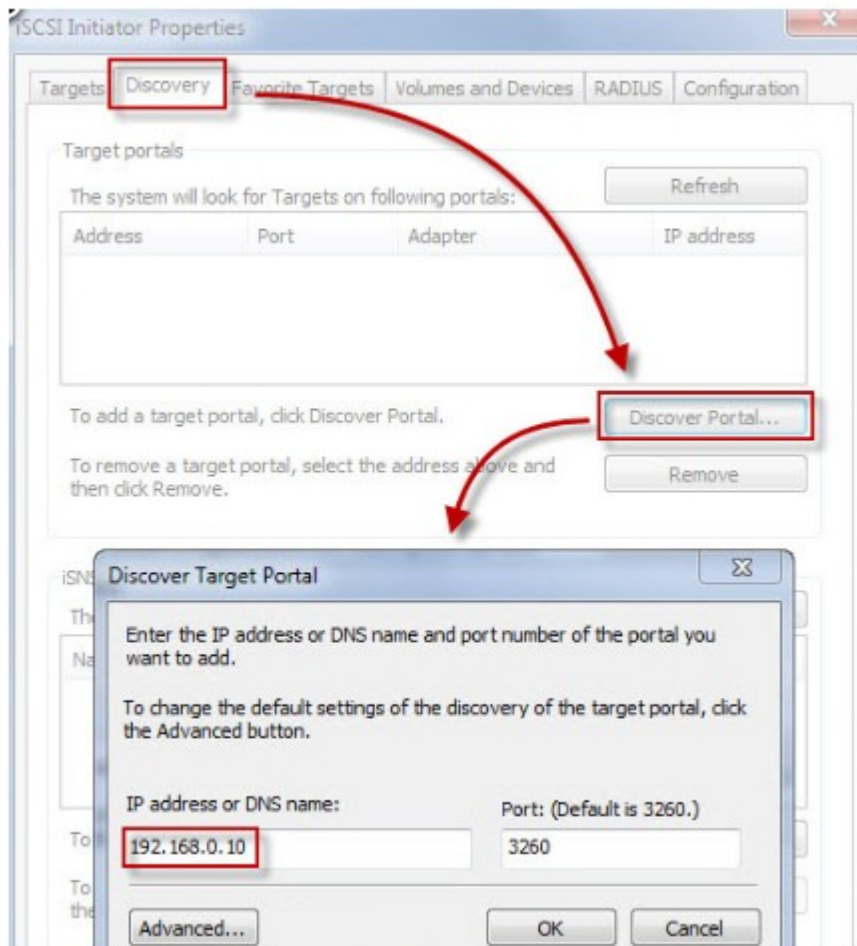 iSCSI Initiator Properties
Targets Discovery Favorite Targets Volumes and Devices RADIUS Configuration
Target portals
The system will look for Targets on following portals:
Refresh
Address Port Adapter IP address
To add a target portal, click Discover Portal.
Discover Portal...
To remove a target portal, select the address above and
then click Remove.
Remove
Discover Target Portal
Enter the IP address or DNS name and port number of the portal you
want to add.
To change the default settings of the discovery of the target portal, click
the Advanced button.
IP address or DNS name:
Port: (Default is 3260.)
192.168.0.10
3260
To
To
the
Advanced...
OK
Cancel